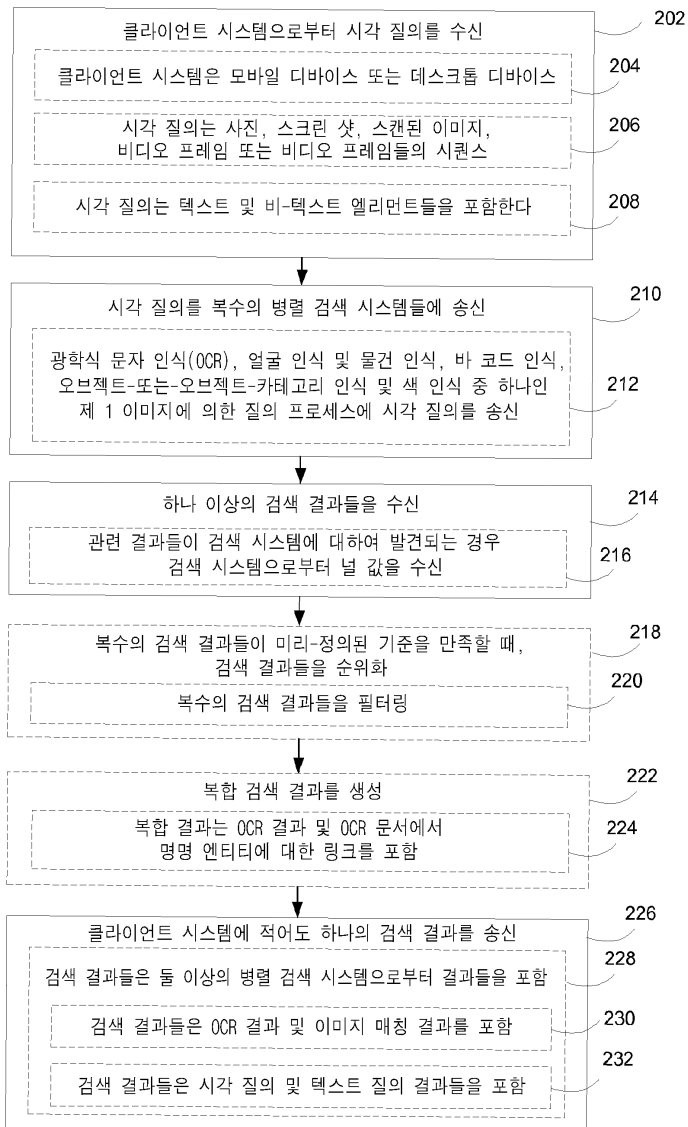 클라이언트 시스템으로부터 시각 질의를 수신
202
클라이언트 시스템은 모바일 디바이스 또는 데스크톱 디바이스
204
시각 질의는 사진, 스크린 샷, 스캔된 이미지,
비디오 프레임 또는 비디오 프레임들의 시퀀스
206
시각 질의는 텍스트 및 비-텍스트 엘리먼트들을 포함한다
208
시각 질의를 복수의 병렬 검색 시스템들에 송신
210
광학식 문자 인식(OCR), 얼굴 인식 및 물건 인식, 바 코드 인식,
오브젝트-또는-오브젝트-카테고리 인식 및 색 인식 중 하나인
제 1 이미지에 의한 질의 프로세스에 시각 질의를 송신
212
하나 이상의 검색 결과들을 수신
214
관련 결과들이 검색 시스템에 대하여 발견되는 경우
검색 시스템으로부터 널 값을 수신
216
복수의 검색 결과들이 미리-정의된 기준을 만족할 때,
검색 결과들을 순위화
218
복수의 검색 결과들을 필터링
220
복합 검색 결과를 생성
222
복합 결과는 OCR 결과 및 OCR 문서에서
명명 엔티티에 대한 링크를 포함
224
클라이언트 시스템에 적어도 하나의 검색 결과를 송신
226
검색 결과들은 둘 이상의 병렬 검색 시스템으로부터 결과들을 포함
228
검색 결과들은 OCR 결과 및 이미지 매칭 결과를 포함
230
검색 결과들은 시각 질의 및 텍스트 질의 결과들을 포함
232